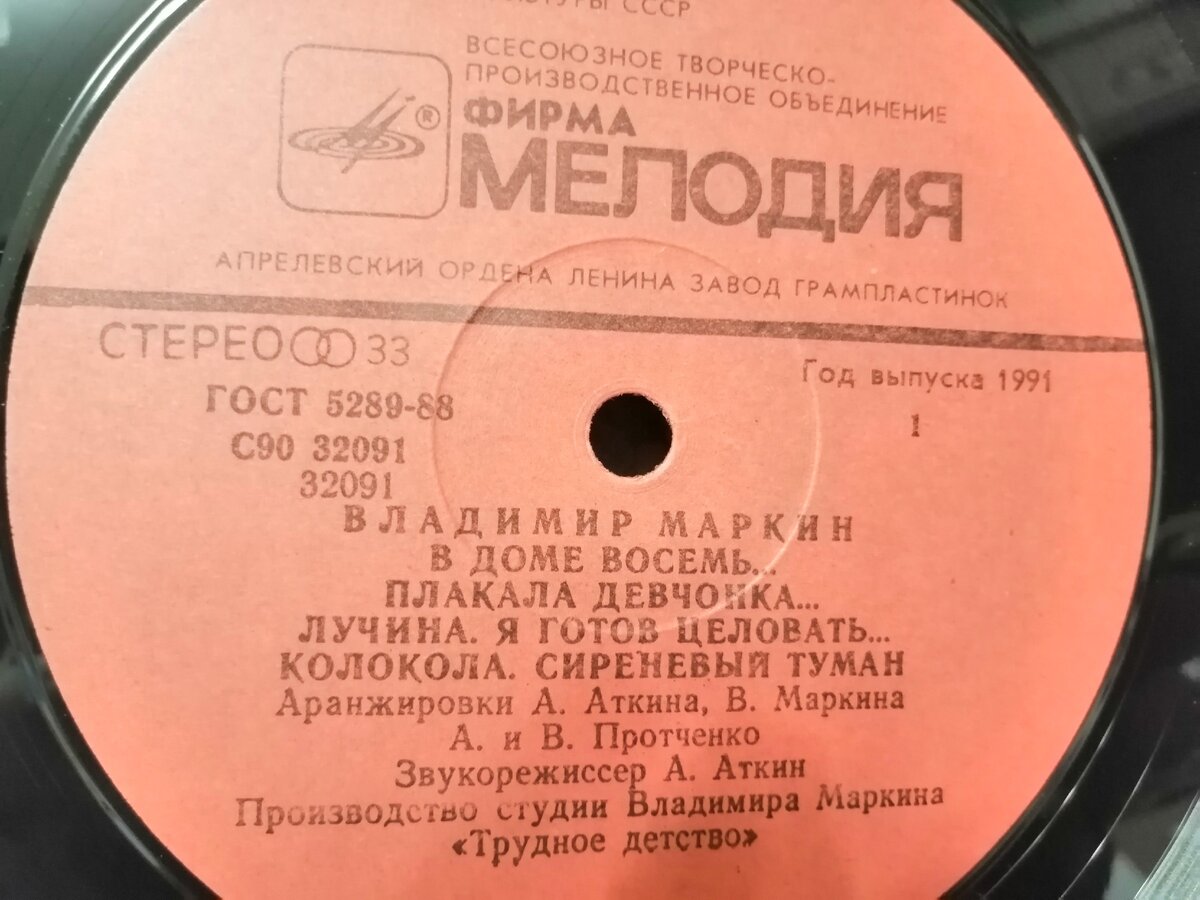 СССР
ВСЕСОЮЗНОЕ ТВОРЧЕСКО-
ПРОИЗВОДСТВЕННОЕ ОБЪЕДИНЕНИЕ
ФИРМА
®
МЕЛОДИЯ
АПРЕЛЕВСКИЙ ОРДЕНА ЛЕНИНА ЗАВОД ГРАМПЛАСТИНОК
СТЕРЕО 33
Год выпуска 1991
ГОСТ 5289-88
1
С90 32091
32091
ВЛАДИМИР МАРКИН
В ДОМЕ ВОСЕМЬ...
ПЛАКАЛА ДЕВЧОНКА...
ЛУЧИНА. Я ГОТОВ ЦЕЛОВАТЬ...
КОЛОКОЛА. СИРЕНЕВЫЙ ТУМАН
Аранжировки А. Аткина, В. Маркина
А. и В. Протченко
Звукорежиссер А. Аткин
Производство студии Владимира Маркина
«Трудное детство»